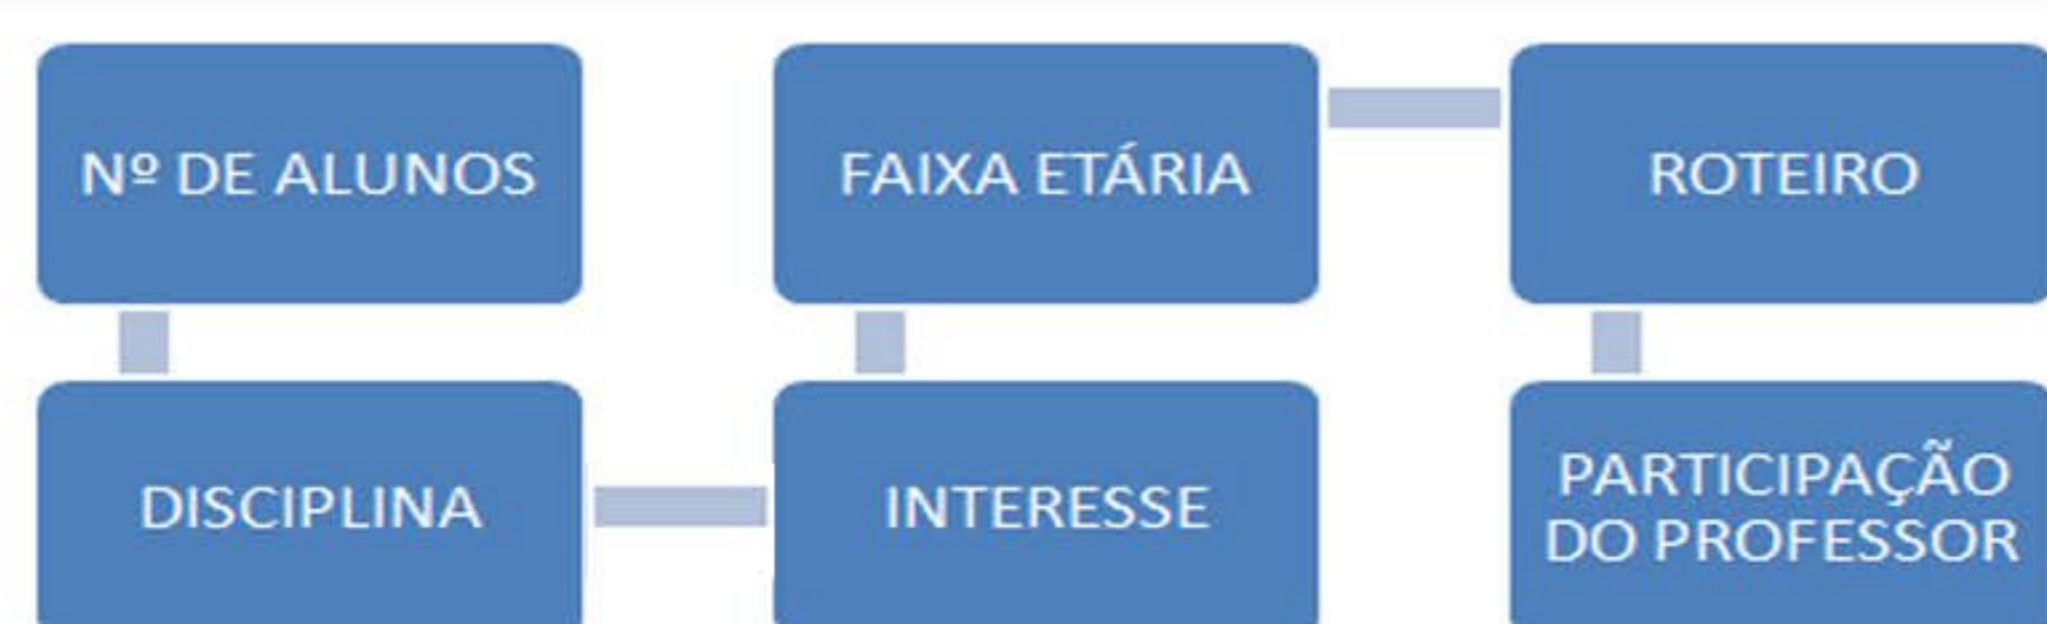 Nº DE ALUNOS
FAIXA ETÁRIA
ROTEIRO
DISCIPLINA
INTERESSE
PARTICIPAÇÃO
DO PROFESSOR